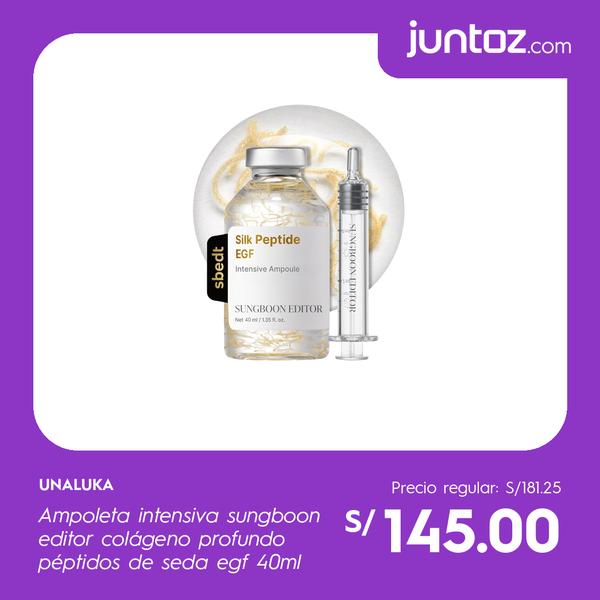 juntoz.com
Silk Peptide
EGF
Intensive Ampoule
sbedt
SUNGBOON EDITOR
Net 40 ml / 1.35 fl. oz.
SUNGBOON EDITOR
UNALUKA
Ampoleta intensiva sungboon
editor colágeno profundo
péptidos de seda egf 40ml
Precio regular: S/181.25
S/145.00